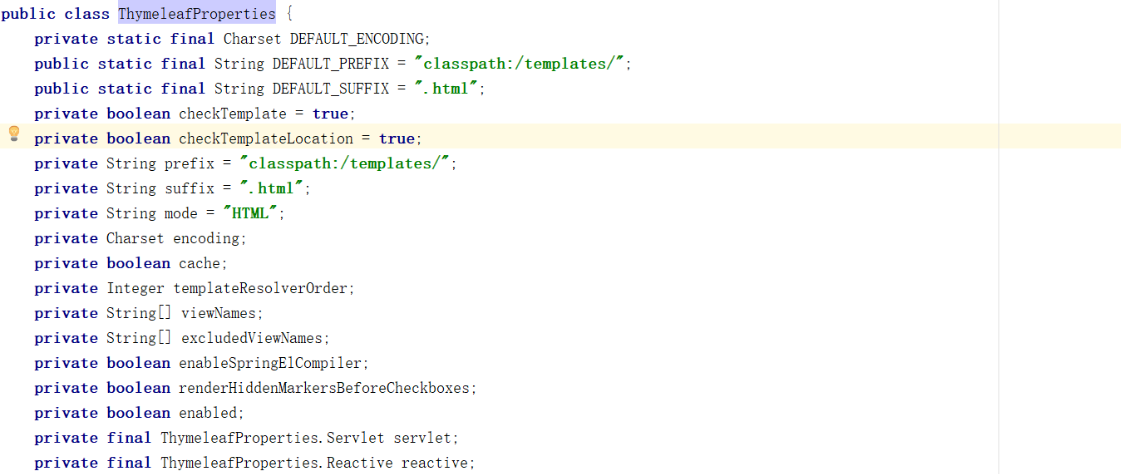 public class ThymeleafProperties {
    private static final Charset DEFAULT_ENCODING;
    public static final String DEFAULT_PREFIX = "classpath:/templates/";
    public static final String DEFAULT_SUFFIX = ".html";
    private boolean checkTemplate = true;
    private boolean checkTemplateLocation = true;
    private String prefix = "classpath:/templates/";
    private String suffix = ".html";
    private String mode = "HTML";
    private Charset encoding;
    private boolean cache;
    private Integer templateResolverOrder;
    private String[] viewNames;
    private String[] excludedViewNames;
    private boolean enableSpringElCompiler;
    private boolean renderHiddenMarkersBeforeCheckboxes;
    private boolean enabled;
    private final ThymeleafProperties.Servlet servlet;
    private final ThymeleafProperties.Reactive reactive;